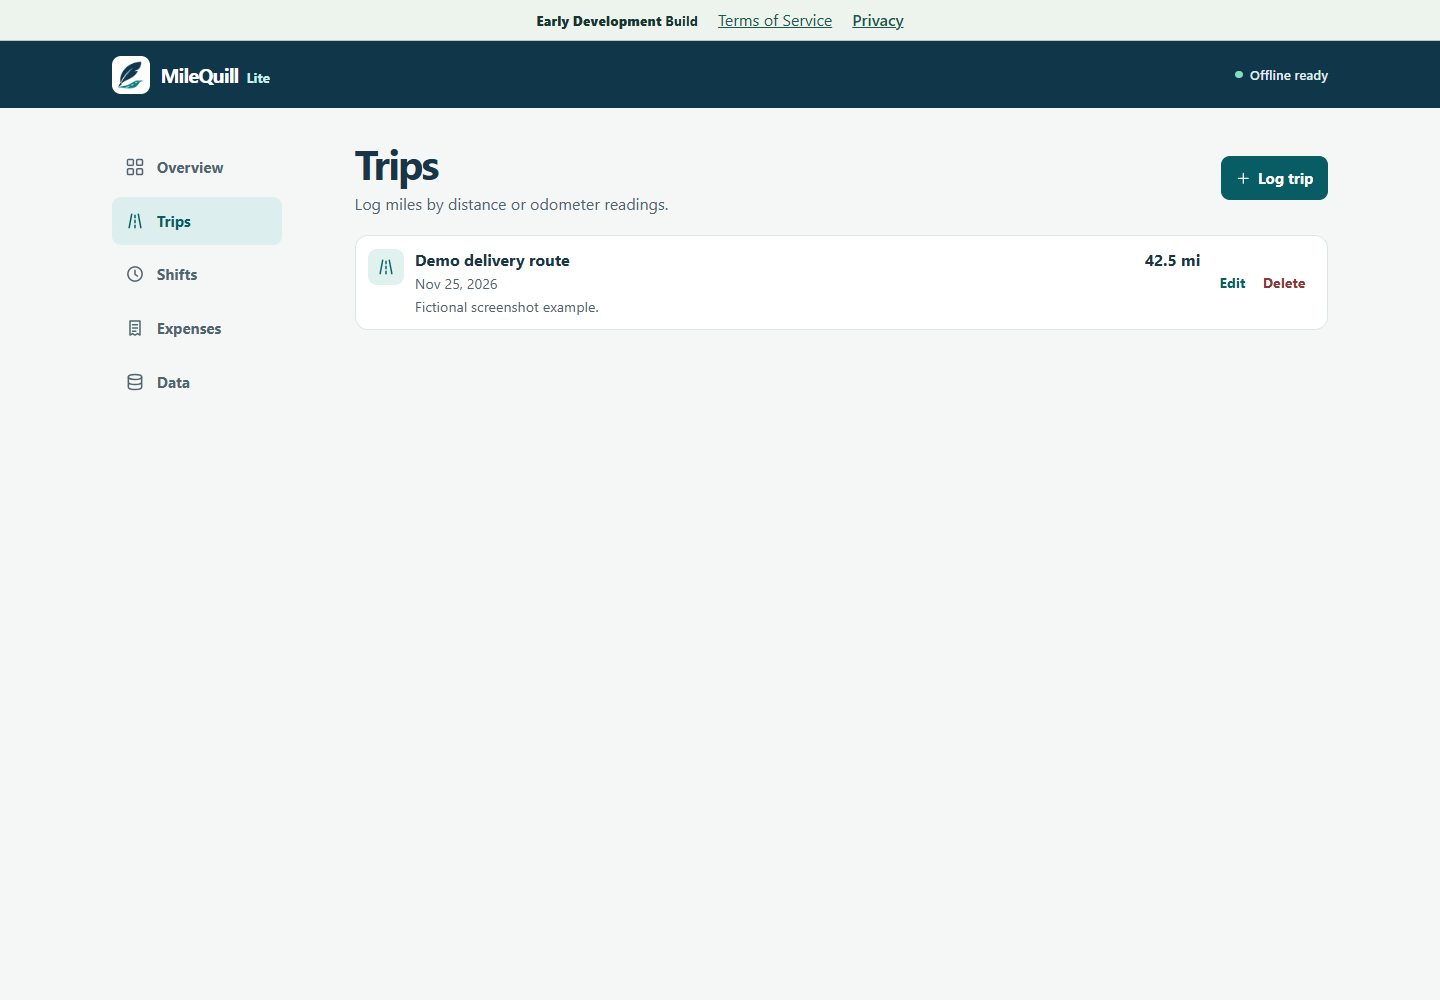 Early Development Build Terms of Service Privacy
MileQuill Lite
Offline ready
Overview
Trips
Shifts
Expenses
Data
Trips
Log miles by distance or odometer readings.
+ Log trip
Demo delivery route
Nov 25, 2026
Fictional screenshot example.
42.5 mi
Edit Delete